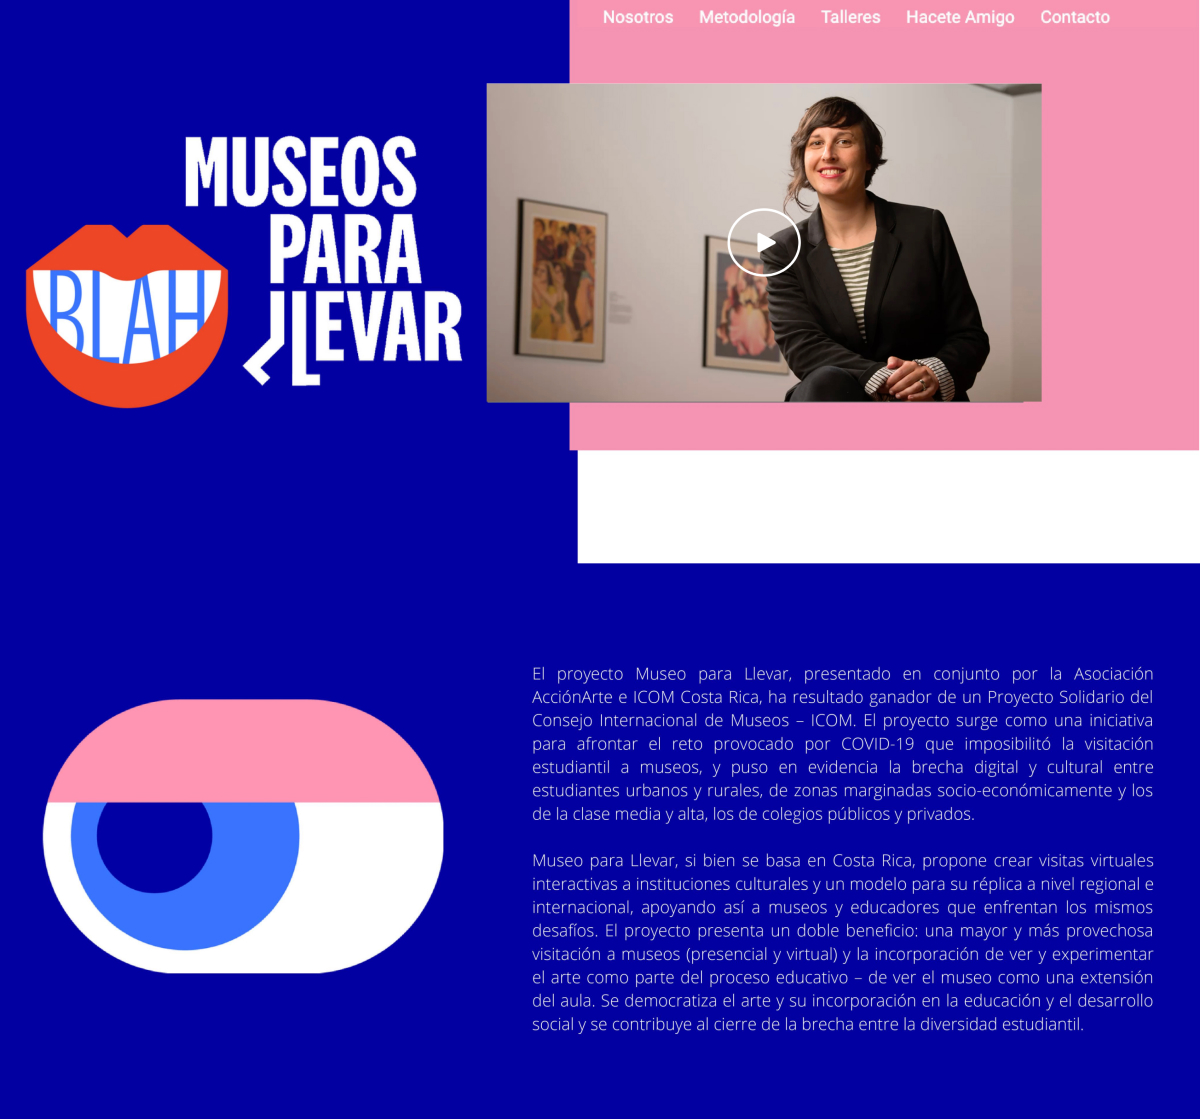 Nosotros Metodología Talleres Hacete Amigo Contacto
MUSEOS
PARA
LLEVAR
BLAH
El proyecto Museo para Llevar, presentado en conjunto por la Asociación
AcciónArte e ICOM Costa Rica, ha resultado ganador de un Proyecto Solidario del
Consejo Internacional de Museos – ICOM. El proyecto surge como una iniciativa
para afrontar el reto provocado por COVID-19 que imposibilitó la visitación
estudiantil a museos, y puso en evidencia la brecha digital y cultural entre
estudiantes urbanos y rurales, de zonas marginadas socio-económicamente y los
de la clase media y alta, los de colegios públicos y privados.
Museo para Llevar, si bien se basa en Costa Rica, propone crear visitas virtuales
interactivas a instituciones culturales y un modelo para su réplica a nivel regional e
internacional, apoyando así a museos y educadores que enfrentan los mismos
desafíos. El proyecto presenta un doble beneficio: una mayor y más provechosa
visitación a museos (presencial y virtual) y la incorporación de ver y experimentar
el arte como parte del proceso educativo – de ver el museo como una extensión
del aula. Se democratiza el arte y su incorporación en la educación y el desarrollo
social y se contribuye al cierre de la brecha entre la diversidad estudiantil.